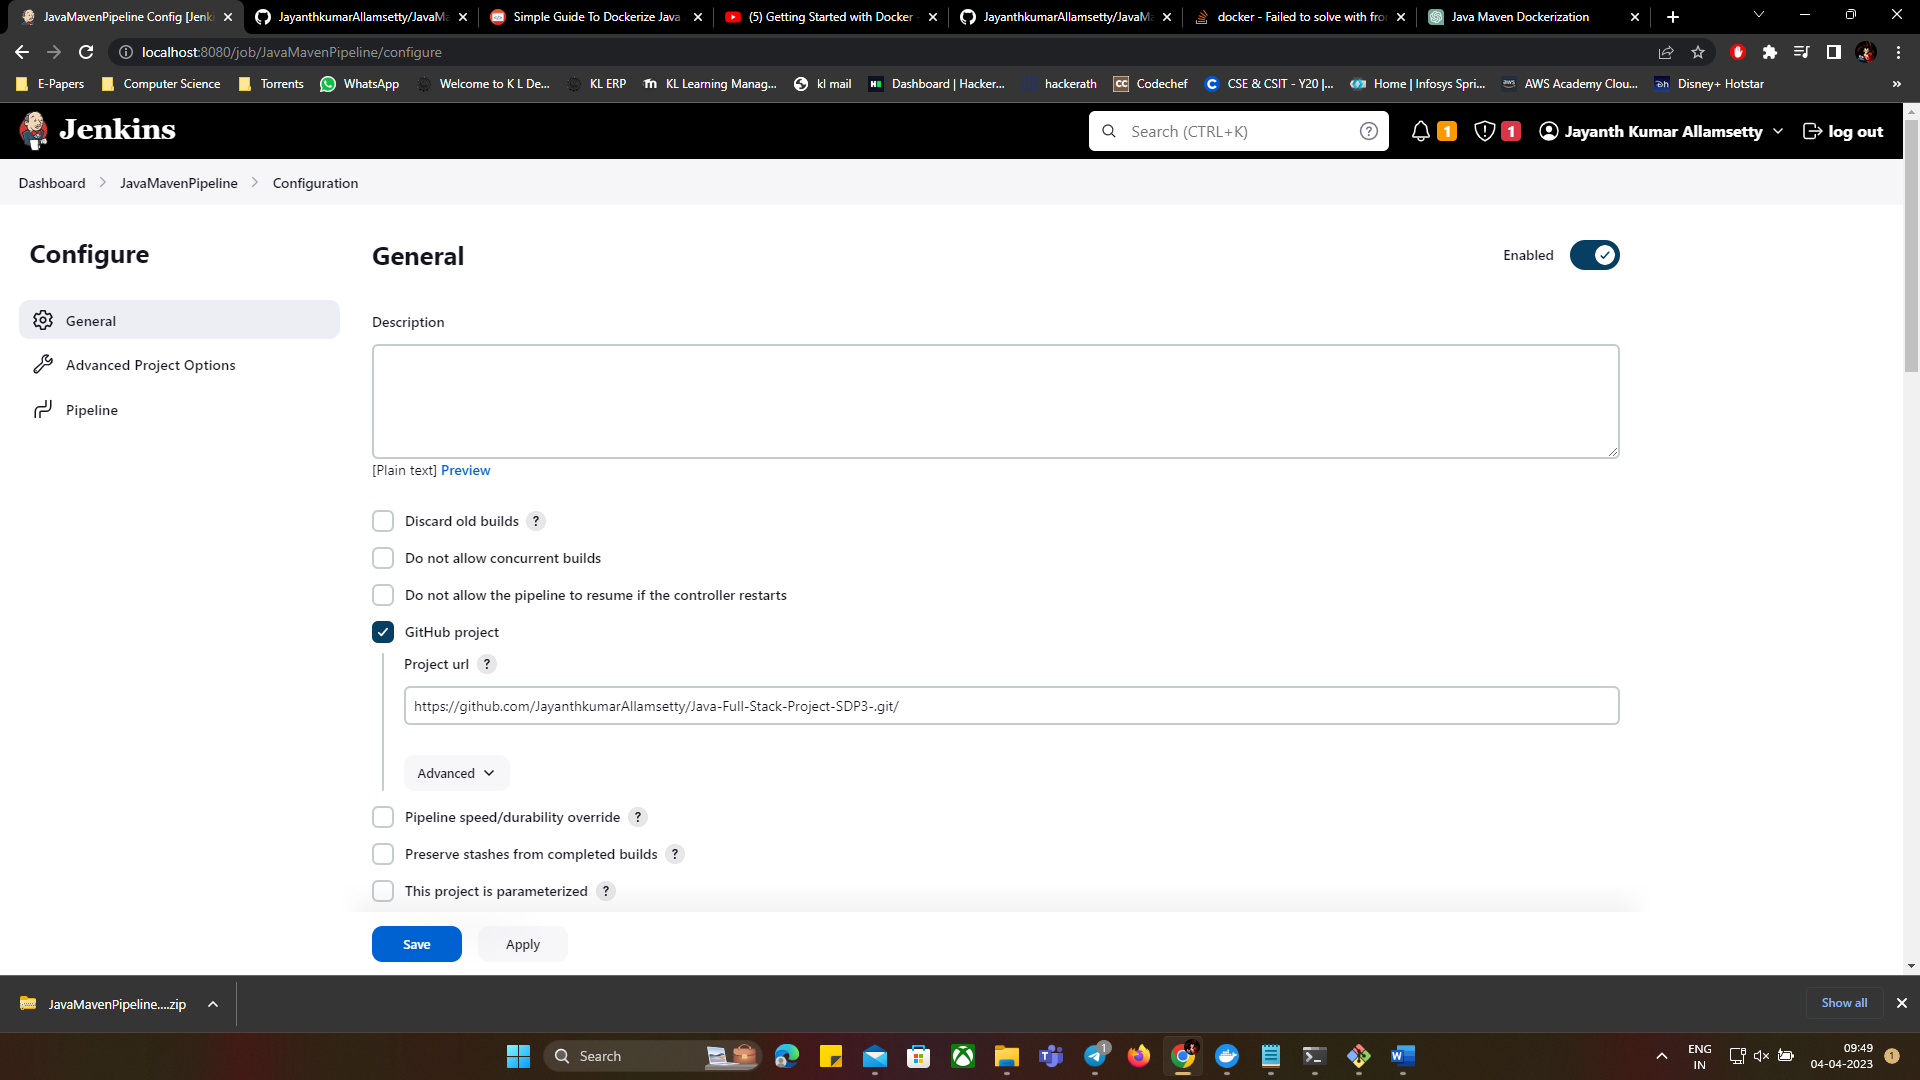 JavaMavenPipeline Config [Jenki
JayanthkumarAllamsetty/JavaMa
Simple Guide To Dockerize Java
(5) Getting Started with Docker -
JayanthkumarAllamsetty/JavaMa
docker - Failed to solve with fron
Java Maven Dockerization
localhost:8080/job/JavaMavenPipeline/configure
E-Papers
Computer Science
Torrents
WhatsApp
Welcome to K L De...
KL ERP
KL Learning Manag...
kl mail
Dashboard | Hacker...
hackerath
Codechef
CSE & CSIT - Y20 |...
Home | Infosys Spri...
AWS Academy Clou...
Disney+ Hotstar
»
Jenkins
Search (CTRL+K)
?
1
1
Jayanth Kumar Allamsetty
log out
Dashboard
JavaMavenPipeline
Configuration
Configure
General
Advanced Project Options
Pipeline
General
Enabled
Description
[Plain text] Preview
Discard old builds ?
Do not allow concurrent builds
Do not allow the pipeline to resume if the controller restarts
GitHub project
Project url ?
https://github.com/JayanthkumarAllamsetty/Java-Full-Stack-Project-SDP3-.git/
Advanced
Pipeline speed/durability override ?
Preserve stashes from completed builds ?
This project is parameterized ?
Save
Apply
JavaMavenPipeline....zip
Show all
Search
1
ENG
IN
09:49
04-04-2023
1